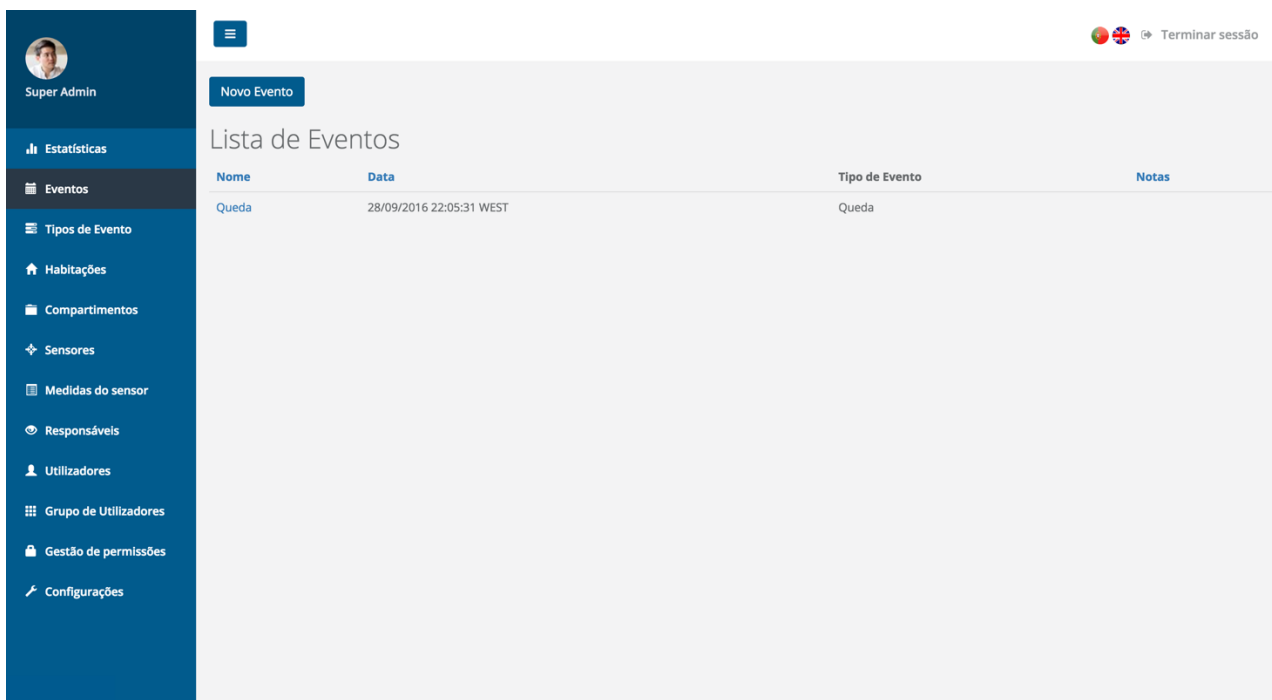 Terminar sessão
Super Admin
Novo Evento
Lista de Eventos
Estatísticas
Eventos
Tipos de Evento
Habitações
Compartimentos
Sensores
Medidas do sensor
Responsáveis
Utilizadores
Grupo de Utilizadores
Gestão de permissões
Configurações
Nome Data Tipo de Evento Notas
Queda 28/09/2016 22:05:31 WEST Queda